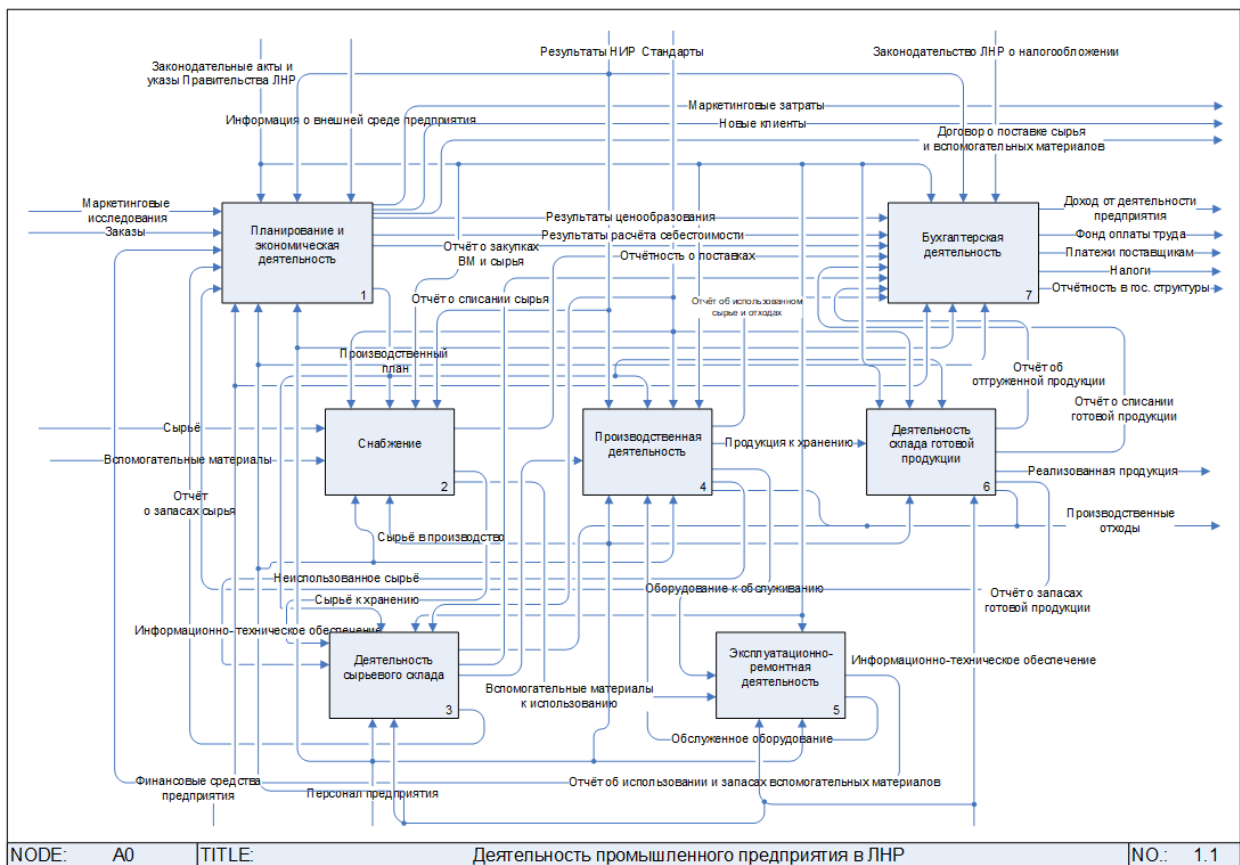 Результаты НИР Стандарты
Законодательство ЛНР о налогообложении
Законодательные акты и
указы Правительства ЛНР
Информация о внешней среде предприятия
Маркетинговые затраты
Новые клиенты
Договор о поставке сырья
и вспомогательных материалов
Маркетинговые
исследования
Заказы
Планирование и
экономическая
деятельность
1
Результаты ценообразования
Результаты расчёта себестоимости
Отчёт о закупках
ВМ и сырья
Отчётность о поставках
Бухгалтерская
деятельность
7
Доход от деятельности
предприятия
Фонд оплаты труда
Платежи поставщикам
Налоги
Отчётность в гос. структуры
Отчёт о списании сырья
Отчёт об использованном
сырье и отходах
Производственный
план
Отчёт об
отгруженной продукции
Отчёт о списании
готовой продукции
Сырьё
Вспомогательные материалы
Снабжение
2
Производственная
деятельность
4
Продукция к хранению
Деятельность
склада готовой
продукции
6
Реализованная продукция
Отчёт
о запасах сырья
Сырьё в производство
Производственные
отходы
Неиспользованное сырьё
Оборудование к обслуживанию
Сырьё к хранению
Отчёт о запасах
готовой продукции
Информационно-техническое обеспечение
Деятельность
сырьевого склада
3
Вспомогательные материалы
к использованию
Эксплуатационно-
ремонтная
деятельность
5
Информационно-техническое обеспечение
Обслуженное оборудование
Финансовые средства
предприятия
Персонал предприятия
Отчёт об использовании и запасах вспомогательных материалов
NODE: A0 TITLE: Деятельность промышленного предприятия в ЛНР NO.: 1.1